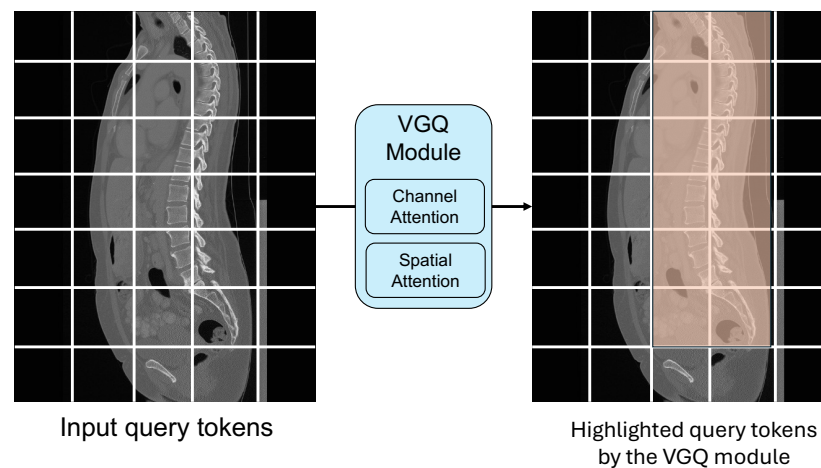 VGQ
Module
Channel
Attention
Spatial
Attention
Input query tokens
Highlighted query tokens
by the VGQ module